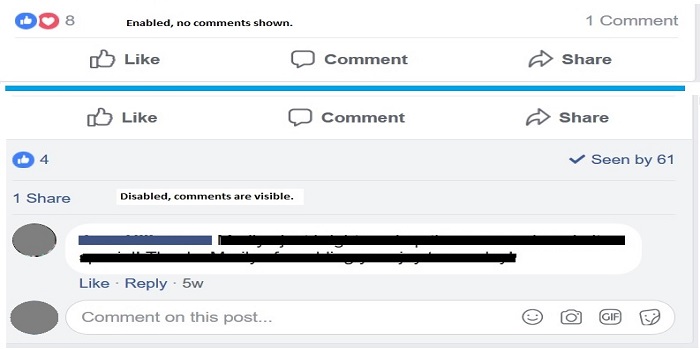 8 Enabled, no comments shown. 1 Comment
Like Comment Share
Like Comment Share
4 Seen by 61
1 Share Disabled, comments are visible.
Like · Reply · 5w
Comment on this post... GIF